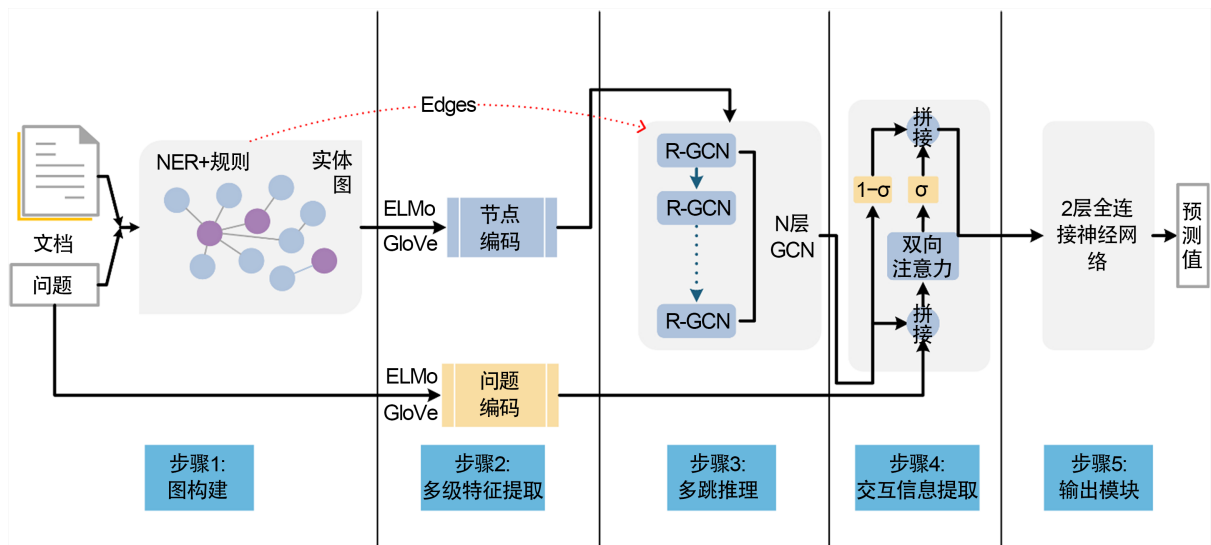 文档
问题
NER+规则
实体
图
Edges
ELMo
GloVe
节点
编码
ELMo
GloVe
问题
编码
R-GCN
R-GCN
R-GCN
N层
GCN
拼
接
1−σ
σ
双向
注意力
拼
接
2层全连
接神经网
络
预
测
值
步骤1:
图构建
步骤2:
多级特征提取
步骤3:
多跳推理
步骤4:
交互信息提取
步骤5:
输出模块